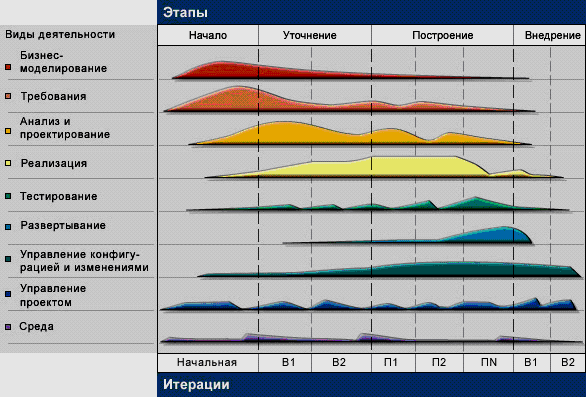 Этапы
Виды деятельности
Начало
Уточнение
Построение
Внедрение
Бизнес-
моделирование
Требования
Анализ и
проектирование
Реализация
Тестирование
Развертывание
Управление конфигу-
рацией и изменениями
Управление
проектом
Среда
Начальная
В1
В2
П1
П2
ПN
В1
В2
Итерации